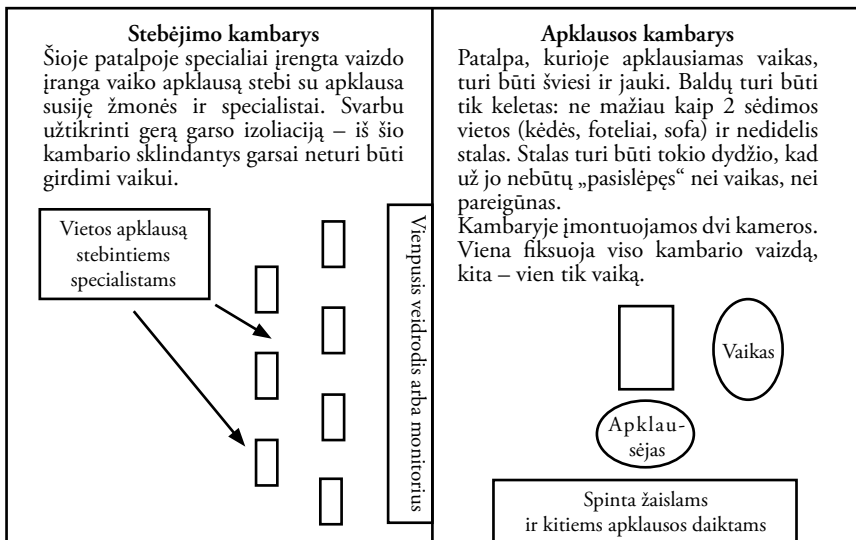 Stebėjimo kambarys
Šioje patalpoje specialiai įrengta vaizdo
įranga vaiko apklausą stebi su apklausa
susiję žmonės ir specialistai. Svarbu
užtikrinti gerą garso izoliaciją – iš šio
kambario sklindantys garsai neturi būti
girdimi vaikui.
Vietos apklausą
stebintiems
specialistams
Vienpusis veidrodis arba monitorius
Apklausos kambarys
Patalpa, kurioje apklausiamas vaikas,
turi būti šviesi ir jauki. Baldų turi būti
tik keletas: ne mažiau kaip 2 sėdimos
vietos (kėdės, foteliai, sofa) ir nedidelis
stalas. Stalas turi būti tokio dydžio, kad
už jo nebūtų „pasislėpęs“ nei vaikas, nei
pareigūnas.
Kambaryje įmontuojamos dvi kameros.
Viena fiksuoja viso kambario vaizdą,
kita – vien tik vaiką.
Vaikas
Apklau-
sėjas
Spinta žaislams
ir kitiems apklausos daiktams